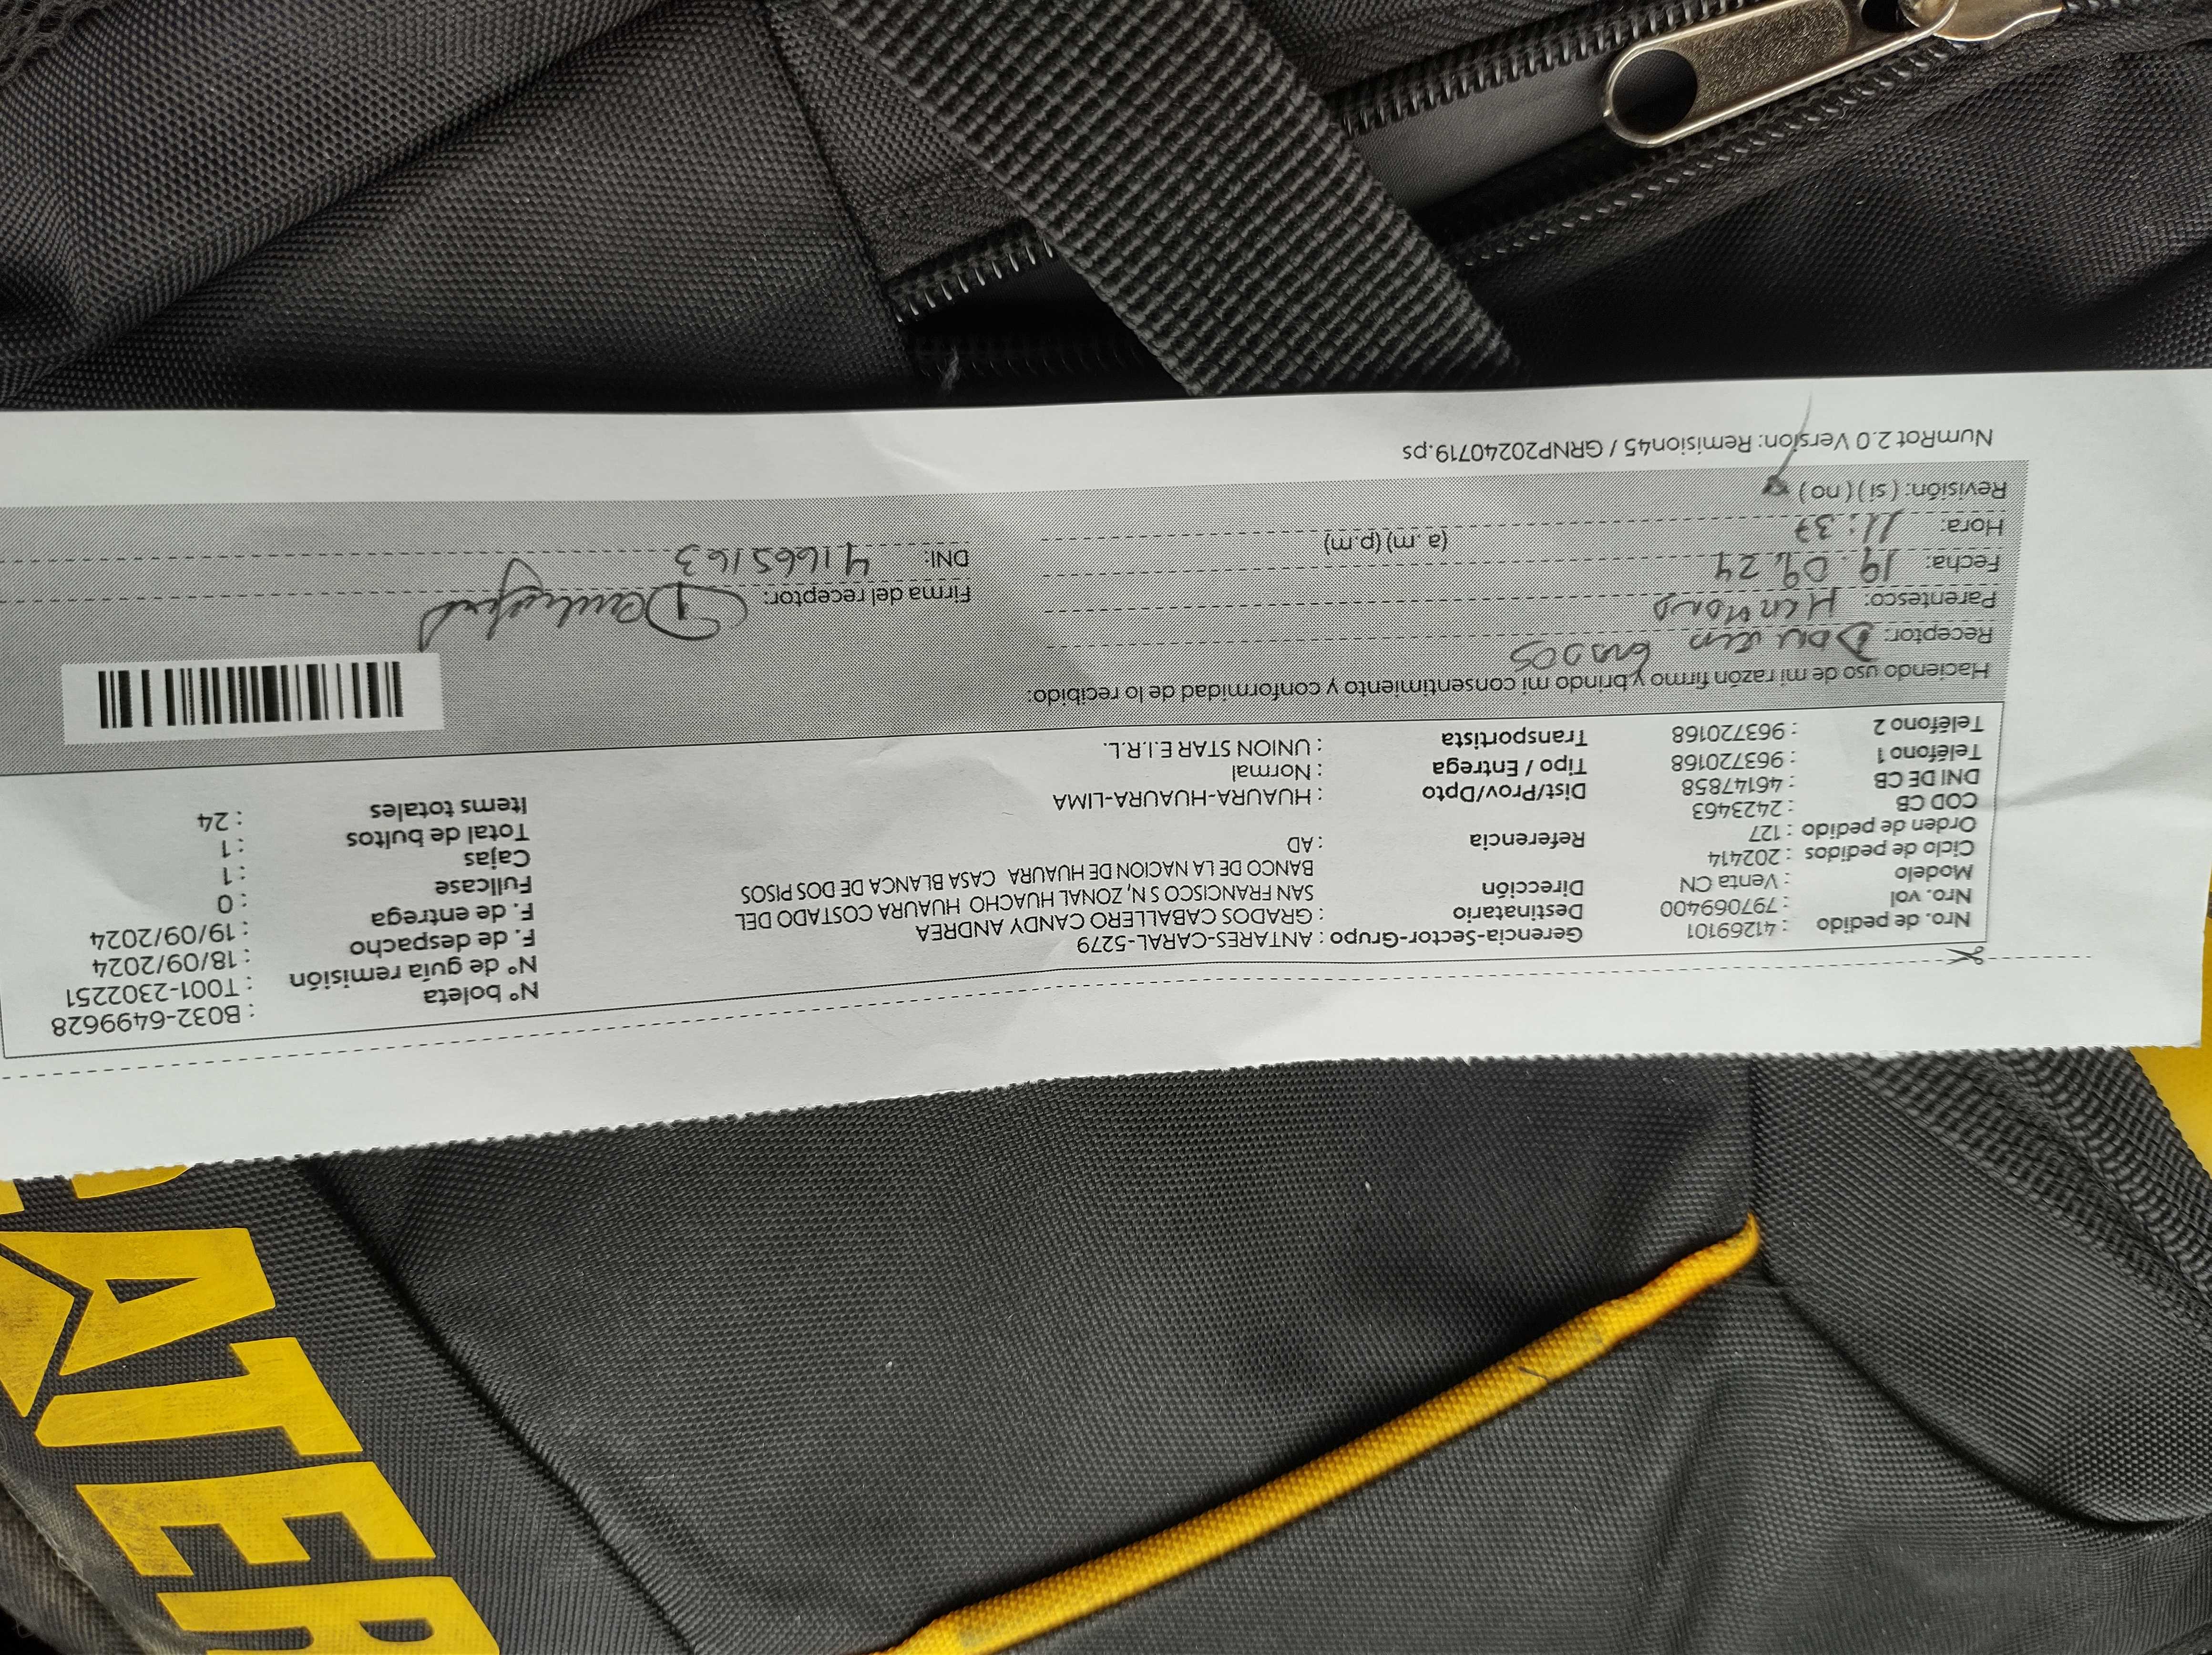 Nro. de pedido : 41269101
Nro. vol : 797069400
Modelo : Venta CN
Ciclo de pedidos : 202414
Orden de pedido : 127
COD CB : 2423463
DNI DE CB : 46147858
Teléfono 1 : 963720168
Teléfono 2 : 963720168
Gerencia-Sector-Grupo : ANTARES-CARAL-5279
Destinatario : GRADOS CABALLERO CANDY ANDREA
Dirección SAN FRANCISCO S N, ZONAL HUACHO HUAURA COSTADO DEL
BANCO DE LA NACION DE HUAURA CASA BLANCA DE DOS PISOS
Referencia : AD
Dist/Prov/Dpto : HUAURA-HUAURA-LIMA
Tipo / Entrega : Normal
Transportista : UNION STAR E.I.R.L.
N° boleta : B032-6499628
N° de guía remisión : T001-2302251
F. de despacho : 18/09/2024
F. de entrega : 19/09/2024
Fullcase : 0
Cajas : 1
Total de bultos : 1
Items totales : 24
Haciendo uso de mi razón firmo y brindo mi consentimiento y conformidad de lo recibido:
Receptor:
Parentesco: Hermano
Fecha: 19.09.24
Hora: 11:37 (a.m) (p.m)
Revisión: (si) (no)
Firma del receptor:
DNI: 41665163
NumRot 2.0 Version: Remision45 / GRNP20240719.ps
ATER